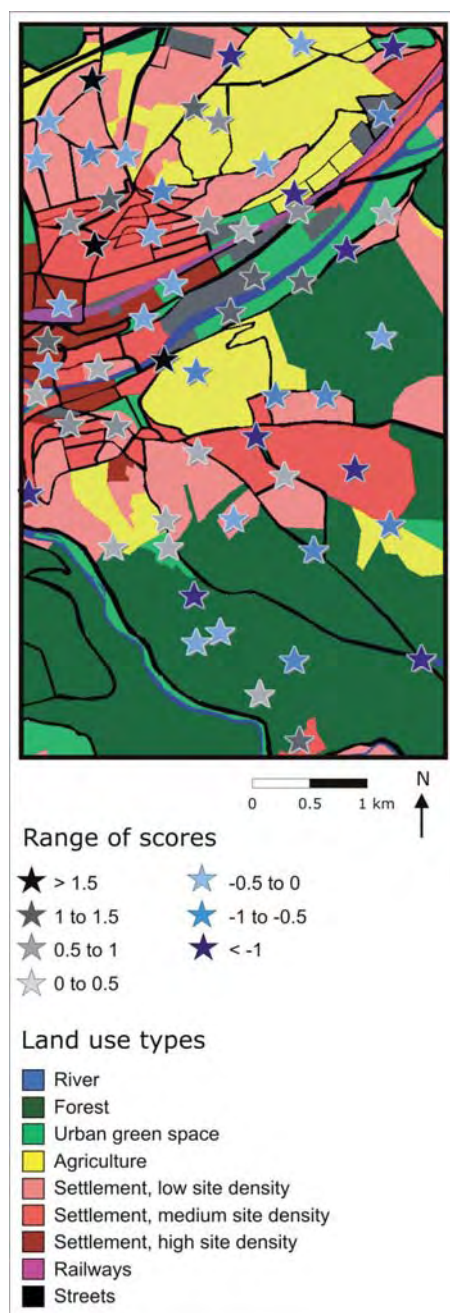 N
0 0.5 1 km
Range of scores
> 1.5
1 to 1.5
0.5 to 1
0 to 0.5
-0.5 to 0
-1 to -0.5
< -1
Land use types
River
Forest
Urban green space
Agriculture
Settlement, low site density
Settlement, medium site density
Settlement, high site density
Railways
Streets